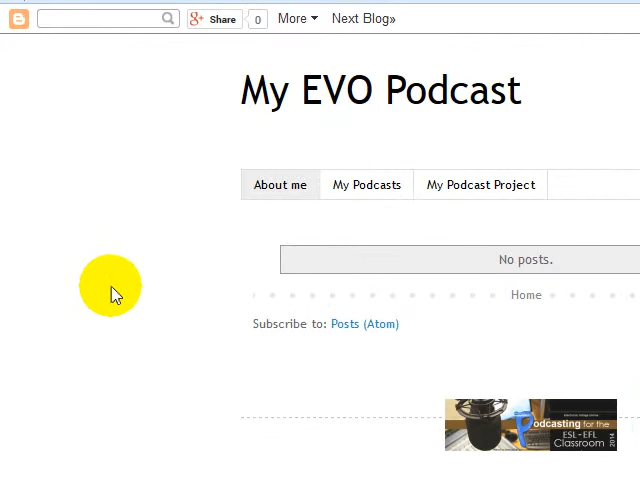 Share 0 More Next Blog»
My EVO Podcast
About me My Podcasts My Podcast Project
No posts.
Home
Subscribe to: Posts (Atom)
Podcasting for the
ESL-EFL
Classroom 2014